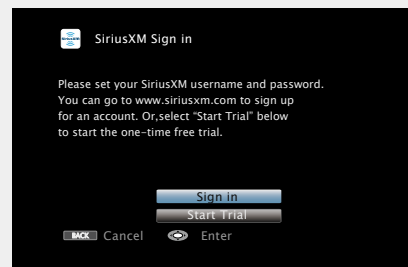 SiriusXM Sign in
Please set your SiriusXM username and password.
You can go to www.siriusxm.com to sign up
for an account. Or,select “Start Trial” below
to start the one-time free trial.
Sign in
Start Trial
BACK Cancel Enter